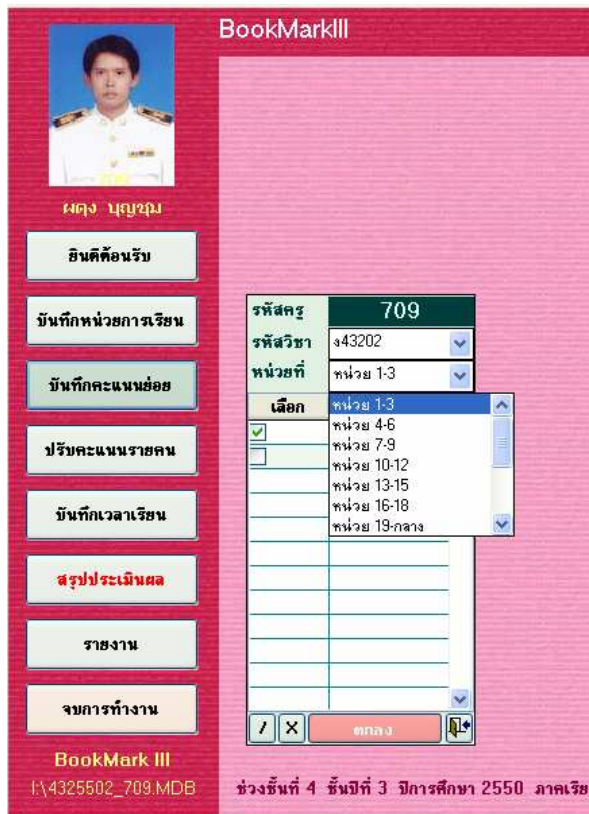 BookMarkIII
ผดุง บุญชุม
ยินดีต้อนรับ
บันทึกหน่วยการเรียน
บันทึกคะแนนย่อย
ปรับคะแนนรายคน
บันทึกเวลาเรียน
สรุปประเมินผล
รายงาน
จบการทำงาน
BookMark III
I:\4325502_709.MDB
รหัสครู 709
รหัสวิชา ง43202
หน่วยที่ หน่วย 1-3
เลือก
หน่วย 1-3
หน่วย 4-6
หน่วย 7-9
หน่วย 10-12
หน่วย 13-15
หน่วย 16-18
หน่วย 19-กลาง
/ X ตกลง
ช่วงชั้นที่ 4 ชั้นปีที่ 3 ปีการศึกษา 2550 ภาคเรีย